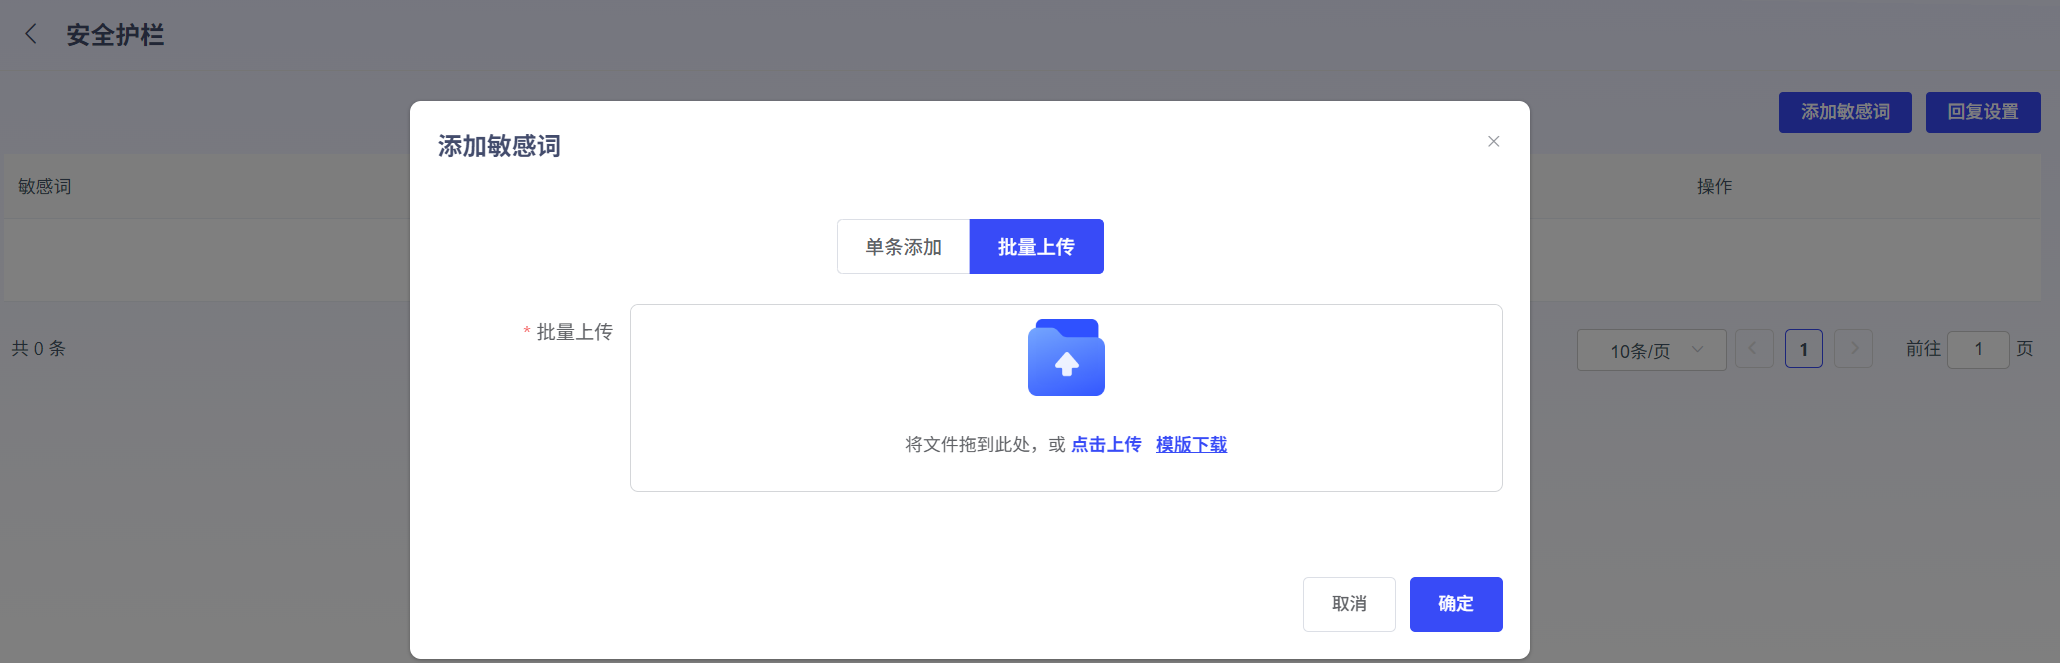 安全护栏
添加敏感词 回复设置
添加敏感词
敏感词 操作
单条添加 批量上传
* 批量上传
将文件拖到此处，或 点击上传 模版下载
共 0 条 10条/页 1 前往 1 页
取消 确定